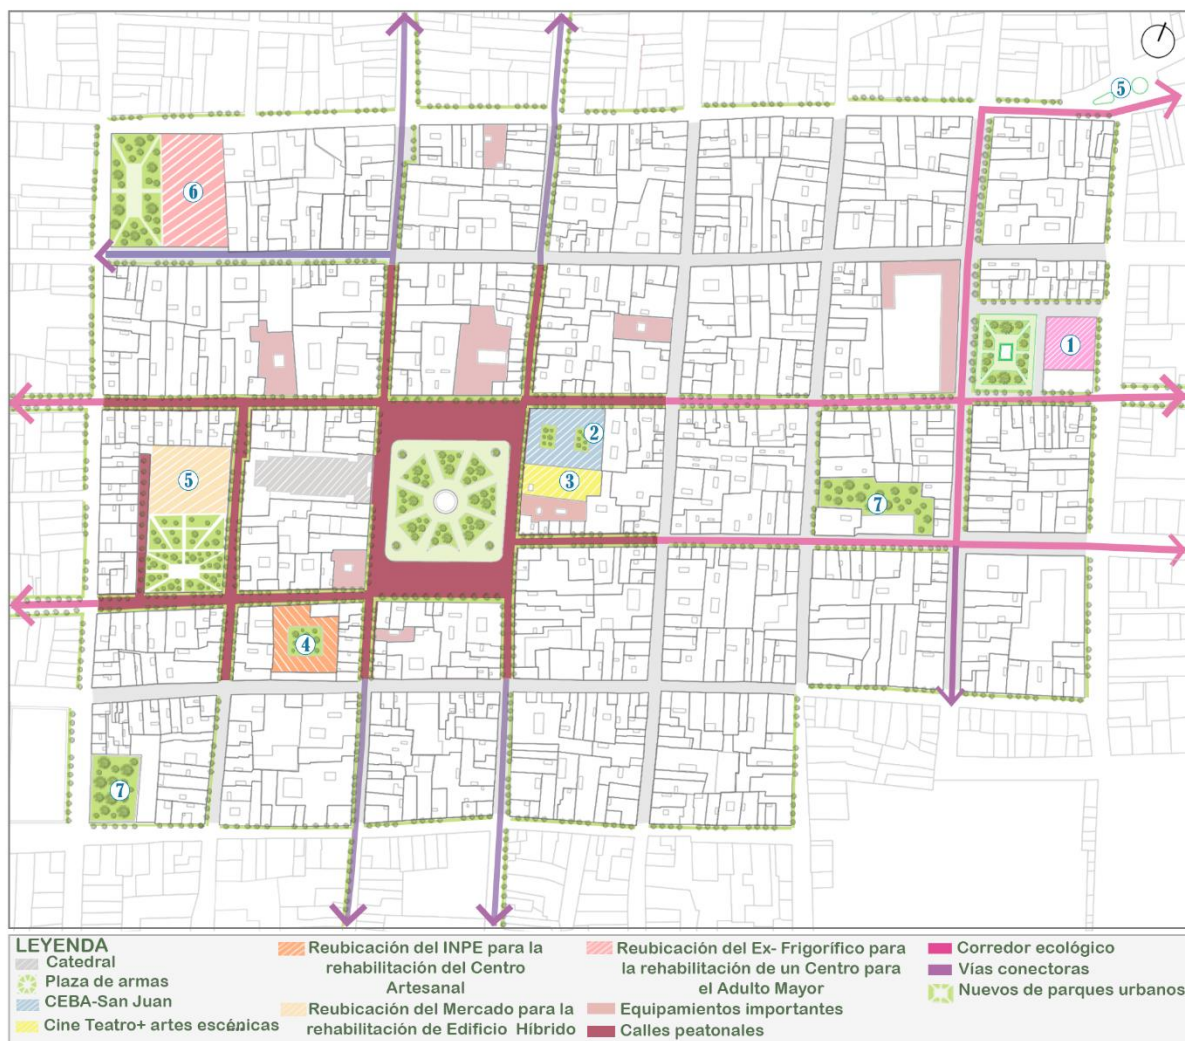 5
6
1
2
3
5
7
4
7
LEYENDA
Catedral
Plaza de armas
CEBA-San Juan
Cine Teatro+ artes escénicas
Reubicación del INPE para la
rehabilitación del Centro
Artesanal
Reubicación del Mercado para la
rehabilitación de Edificio Híbrido
Reubicación del Ex- Frigorífico para
la rehabilitación de un Centro para
el Adulto Mayor
Equipamientos importantes
Calles peatonales
Corredor ecológico
Vías conectoras
Nuevos de parques urbanos